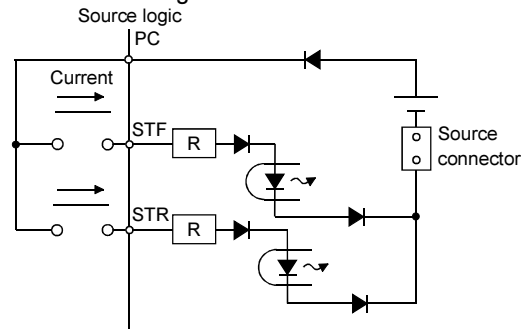 Source logic
PC
Current
STF
R
Source
connector
STR
R